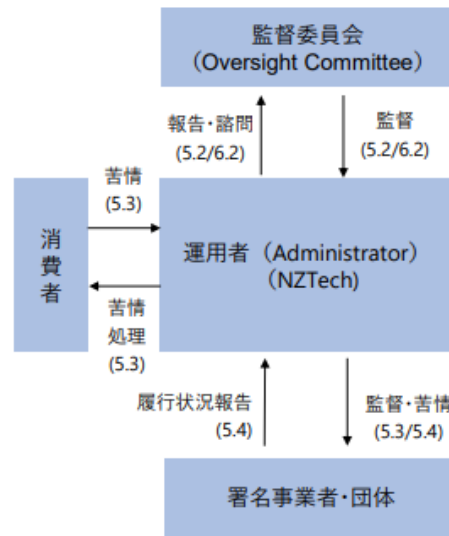 監督委員会
(Oversight Committee)
報告・諮問
(5.2/6.2)
監督
(5.2/6.2)
苦情
(5.3)
消
費
者
運用者 (Administrator)
(NZTech)
苦情
処理
(5.3)
履行状況報告
(5.4)
監督・苦情
(5.3/5.4)
署名事業者・団体